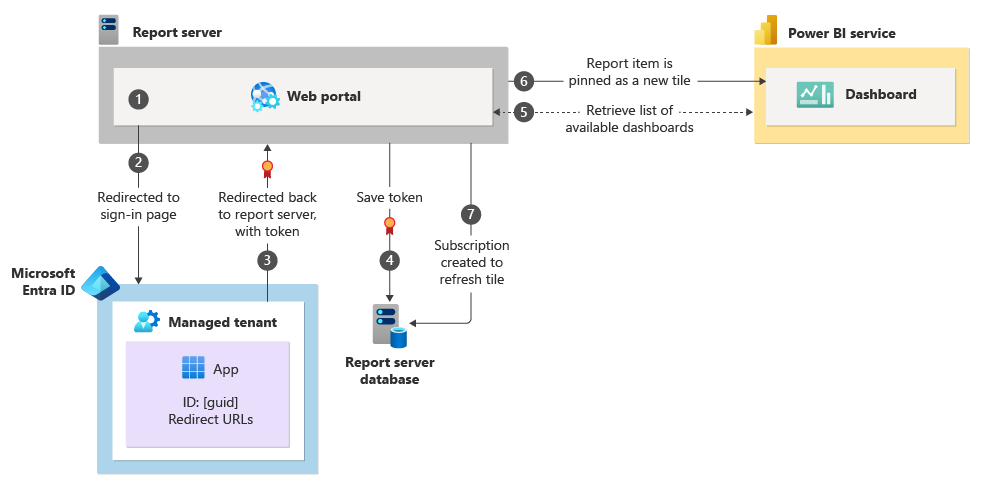 Report server
Power BI service
Web portal
1
6
Report item is
pinned as a new tile
5
Retrieve list of
available dashboards
Dashboard
2
Redirected to
sign-in page
Redirected back
to report server,
with token
3
Save token
4
7
Subscription
created to
refresh tile
Microsoft
Entra ID
Managed tenant
App
ID: [guid]
Redirect URLs
Report server
database